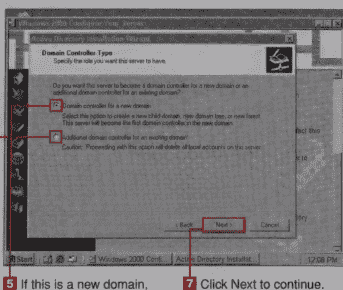 Windows 2000 Configure Your Server
Active Directory Installation Wizard
Domain Controller Type
Specify the role you want this server to have.
Do you want this server to become a domain controller for a new domain or an
additional domain controller for an existing domain?
Domain controller for a new domain
Select this option to create a new child domain, new domain tree, or new forest.
This server will become the first domain controller in the new domain.
Additional domain controller for an existing domain
Caution: Proceeding with this option will delete all local accounts on this server.
< Back
Next >
Cancel
Start
Windows 2000 Confi...
Active Directory Installat...
12:08 PM
5 If this is a new domain,
7 Click Next to continue.